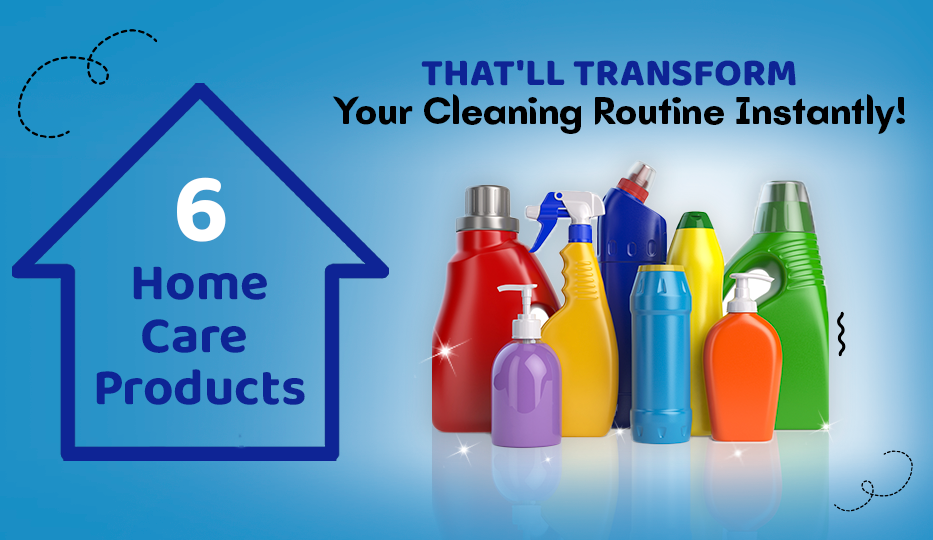 6
Home
Care
Products
THAT'LL TRANSFORM
Your Cleaning Routine Instantly!